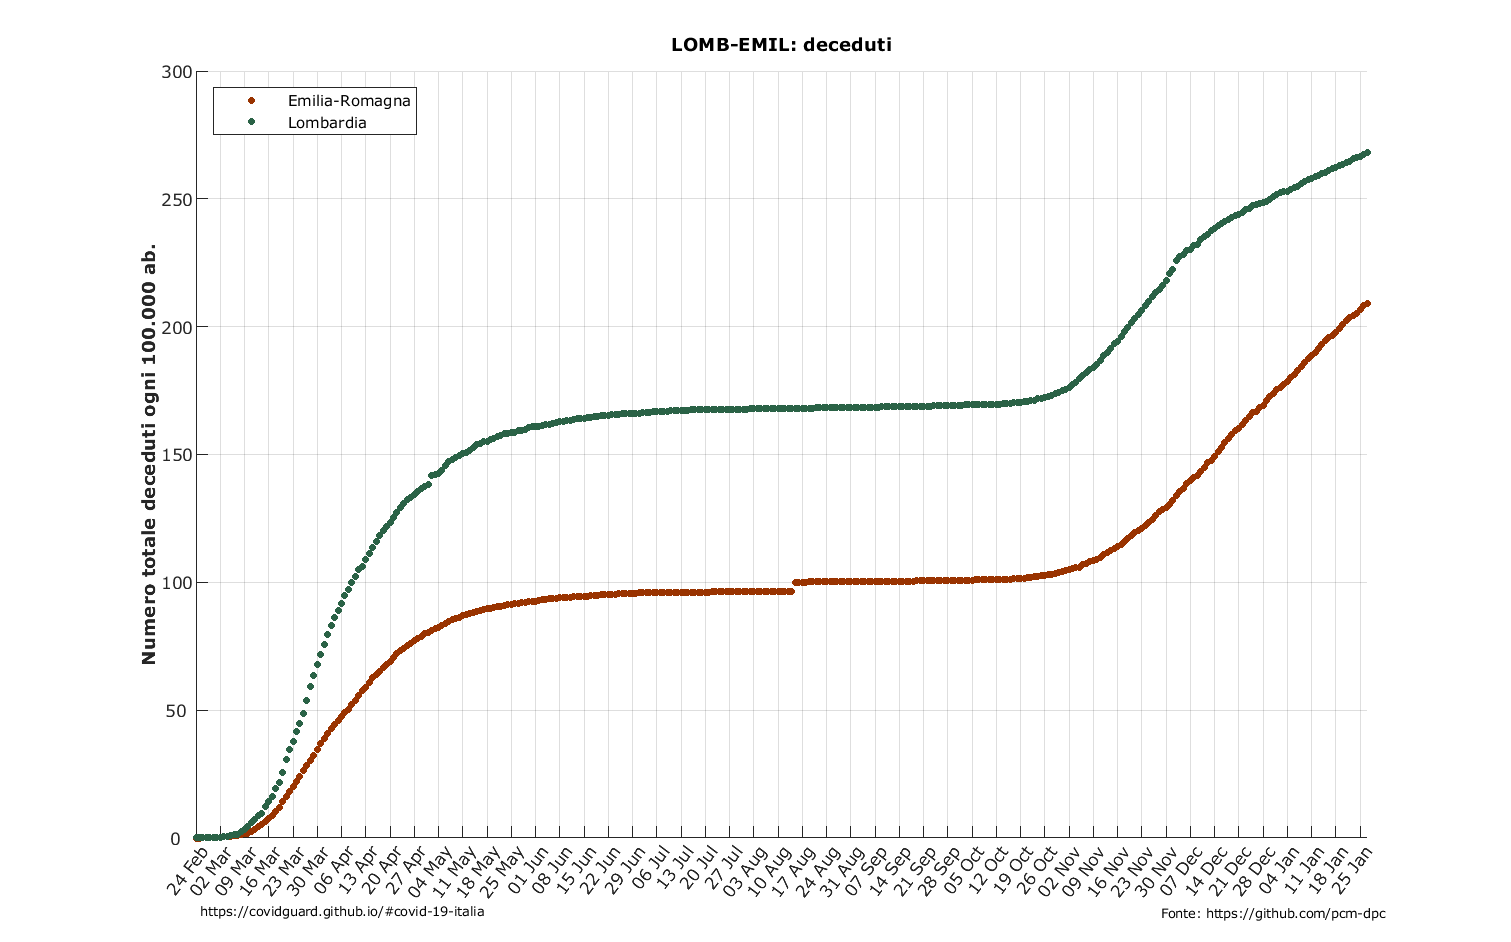 LOMB-EMIL: deceduti
Numero totale deceduti ogni 100.000 ab.
300
250
200
150
100
50
0
Emilia-Romagna
Lombardia
24 Feb
02 Mar
09 Mar
16 Mar
23 Mar
30 Mar
06 Apr
13 Apr
20 Apr
27 Apr
04 May
11 May
18 May
25 May
01 Jun
08 Jun
15 Jun
22 Jun
29 Jun
06 Jul
13 Jul
20 Jul
27 Jul
03 Aug
10 Aug
17 Aug
24 Aug
31 Aug
07 Sep
14 Sep
21 Sep
28 Sep
05 Oct
12 Oct
19 Oct
26 Oct
02 Nov
09 Nov
16 Nov
23 Nov
30 Nov
07 Dec
14 Dec
21 Dec
28 Dec
04 Jan
11 Jan
18 Jan
25 Jan
https://covidguard.github.io/#covid-19-italia
Fonte: https://github.com/pcm-dpc